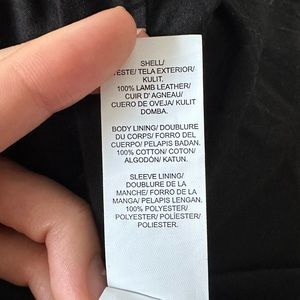 SHELL/
VESTE/ TELA EXTERIOR/
KULIT.
100% LAMB LEATHER/
CUIR D' AGNEAU/
CUERO DE OVEJA/ KULIT
DOMBA.
BODY LINING/ DOUBLURE
DU CORPS/ FORRO DEL
CUERPO/ PELAPIS BADAN.
100% COTTON/ COTON/
ALGODÓN/ KATUN.
SLEEVE LINING/
DOUBLURE DE LA
MANCHE/ FORRO DE LA
MANGA/ PELAPIS LENGAN.
100% POLYESTER/
POLYESTER/ POLIÉSTER/
POLIESTER.